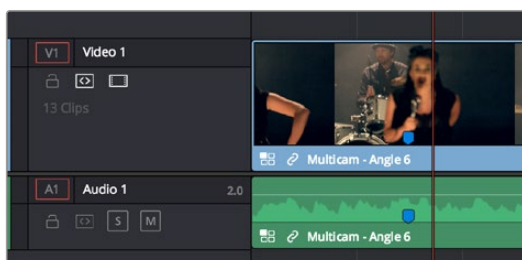 V1 Video 1
13 Clips
Multicam - Angle 6
A1 Audio 1 2.0
S M
Multicam - Angle 6